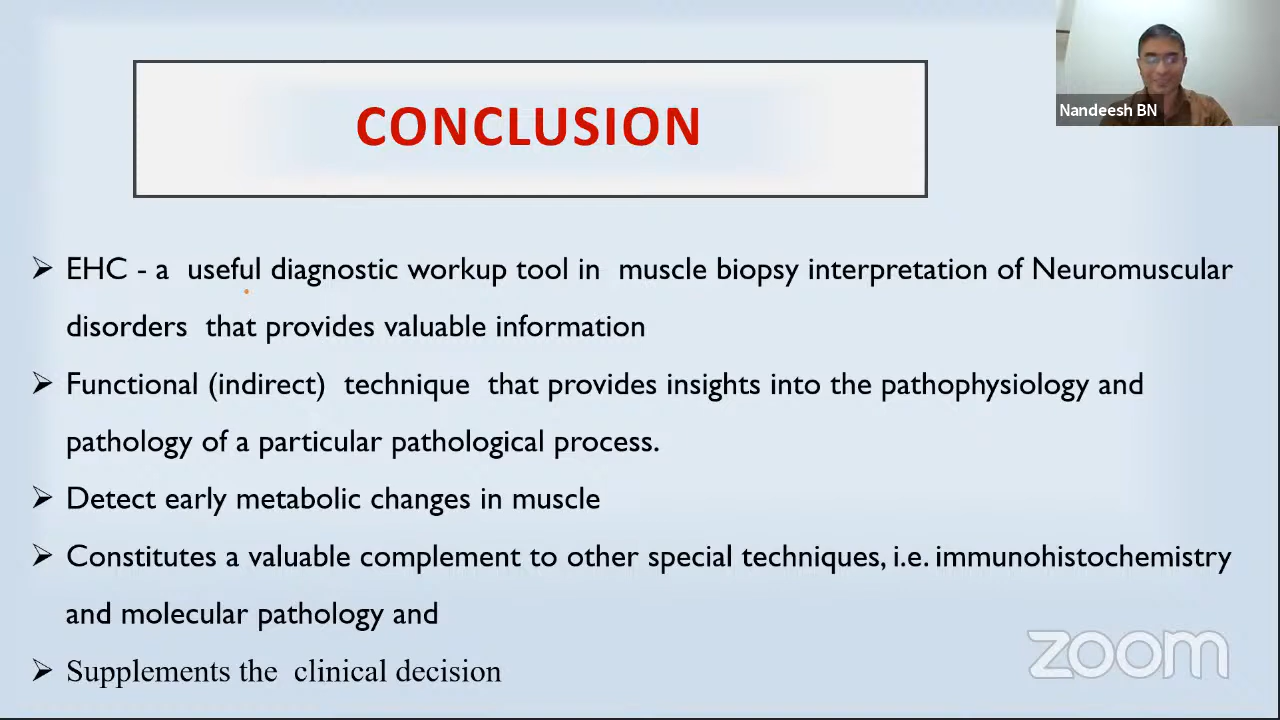 Nandeesh BN
CONCLUSION
➤ EHC - a useful diagnostic workup tool in muscle biopsy interpretation of Neuromuscular
disorders that provides valuable information
➤ Functional (indirect) technique that provides insights into the pathophysiology and
pathology of a particular pathological process.
➤ Detect early metabolic changes in muscle
➤ Constitutes a valuable complement to other special techniques, i.e. immunohistochemistry
and molecular pathology and
➤ Supplements the clinical decision
zoom